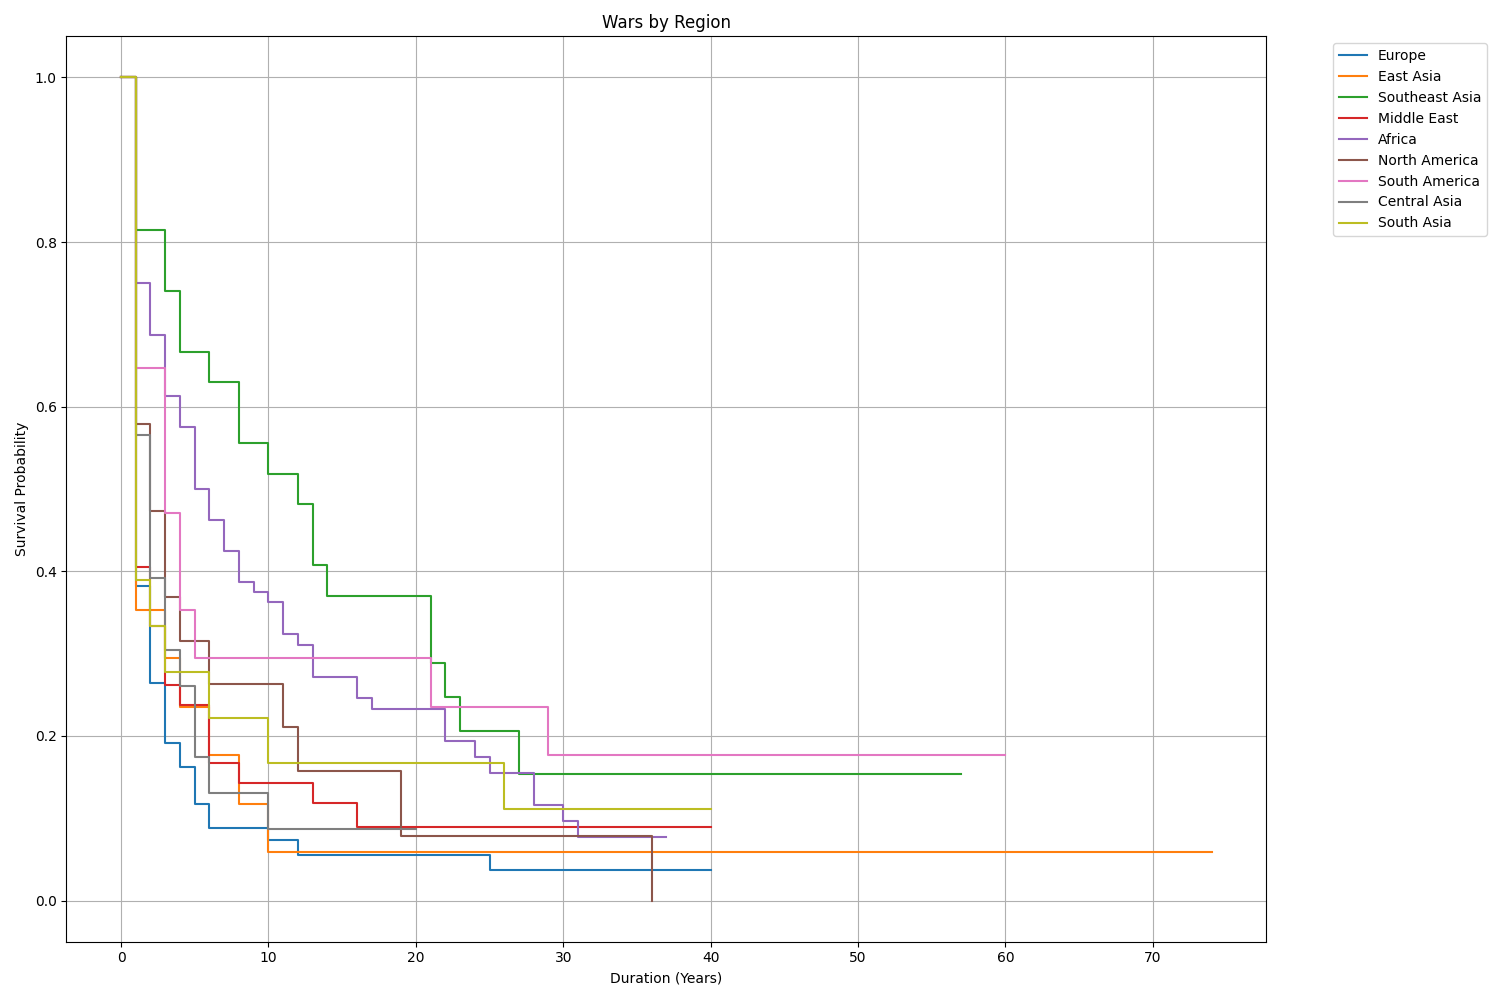 Wars by Region
Survival Probability
1.0
0.8
0.6
0.4
0.2
0.0
0
10
20
30
40
50
60
70
Duration (Years)
Europe
East Asia
Southeast Asia
Middle East
Africa
North America
South America
Central Asia
South Asia